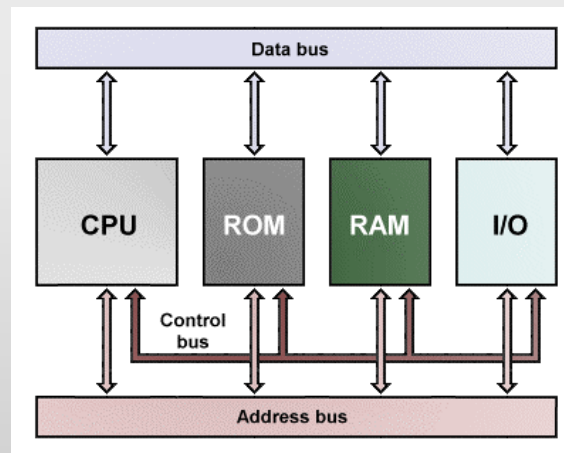 Data bus
CPU
ROM
RAM
I/O
Control
bus
Address bus